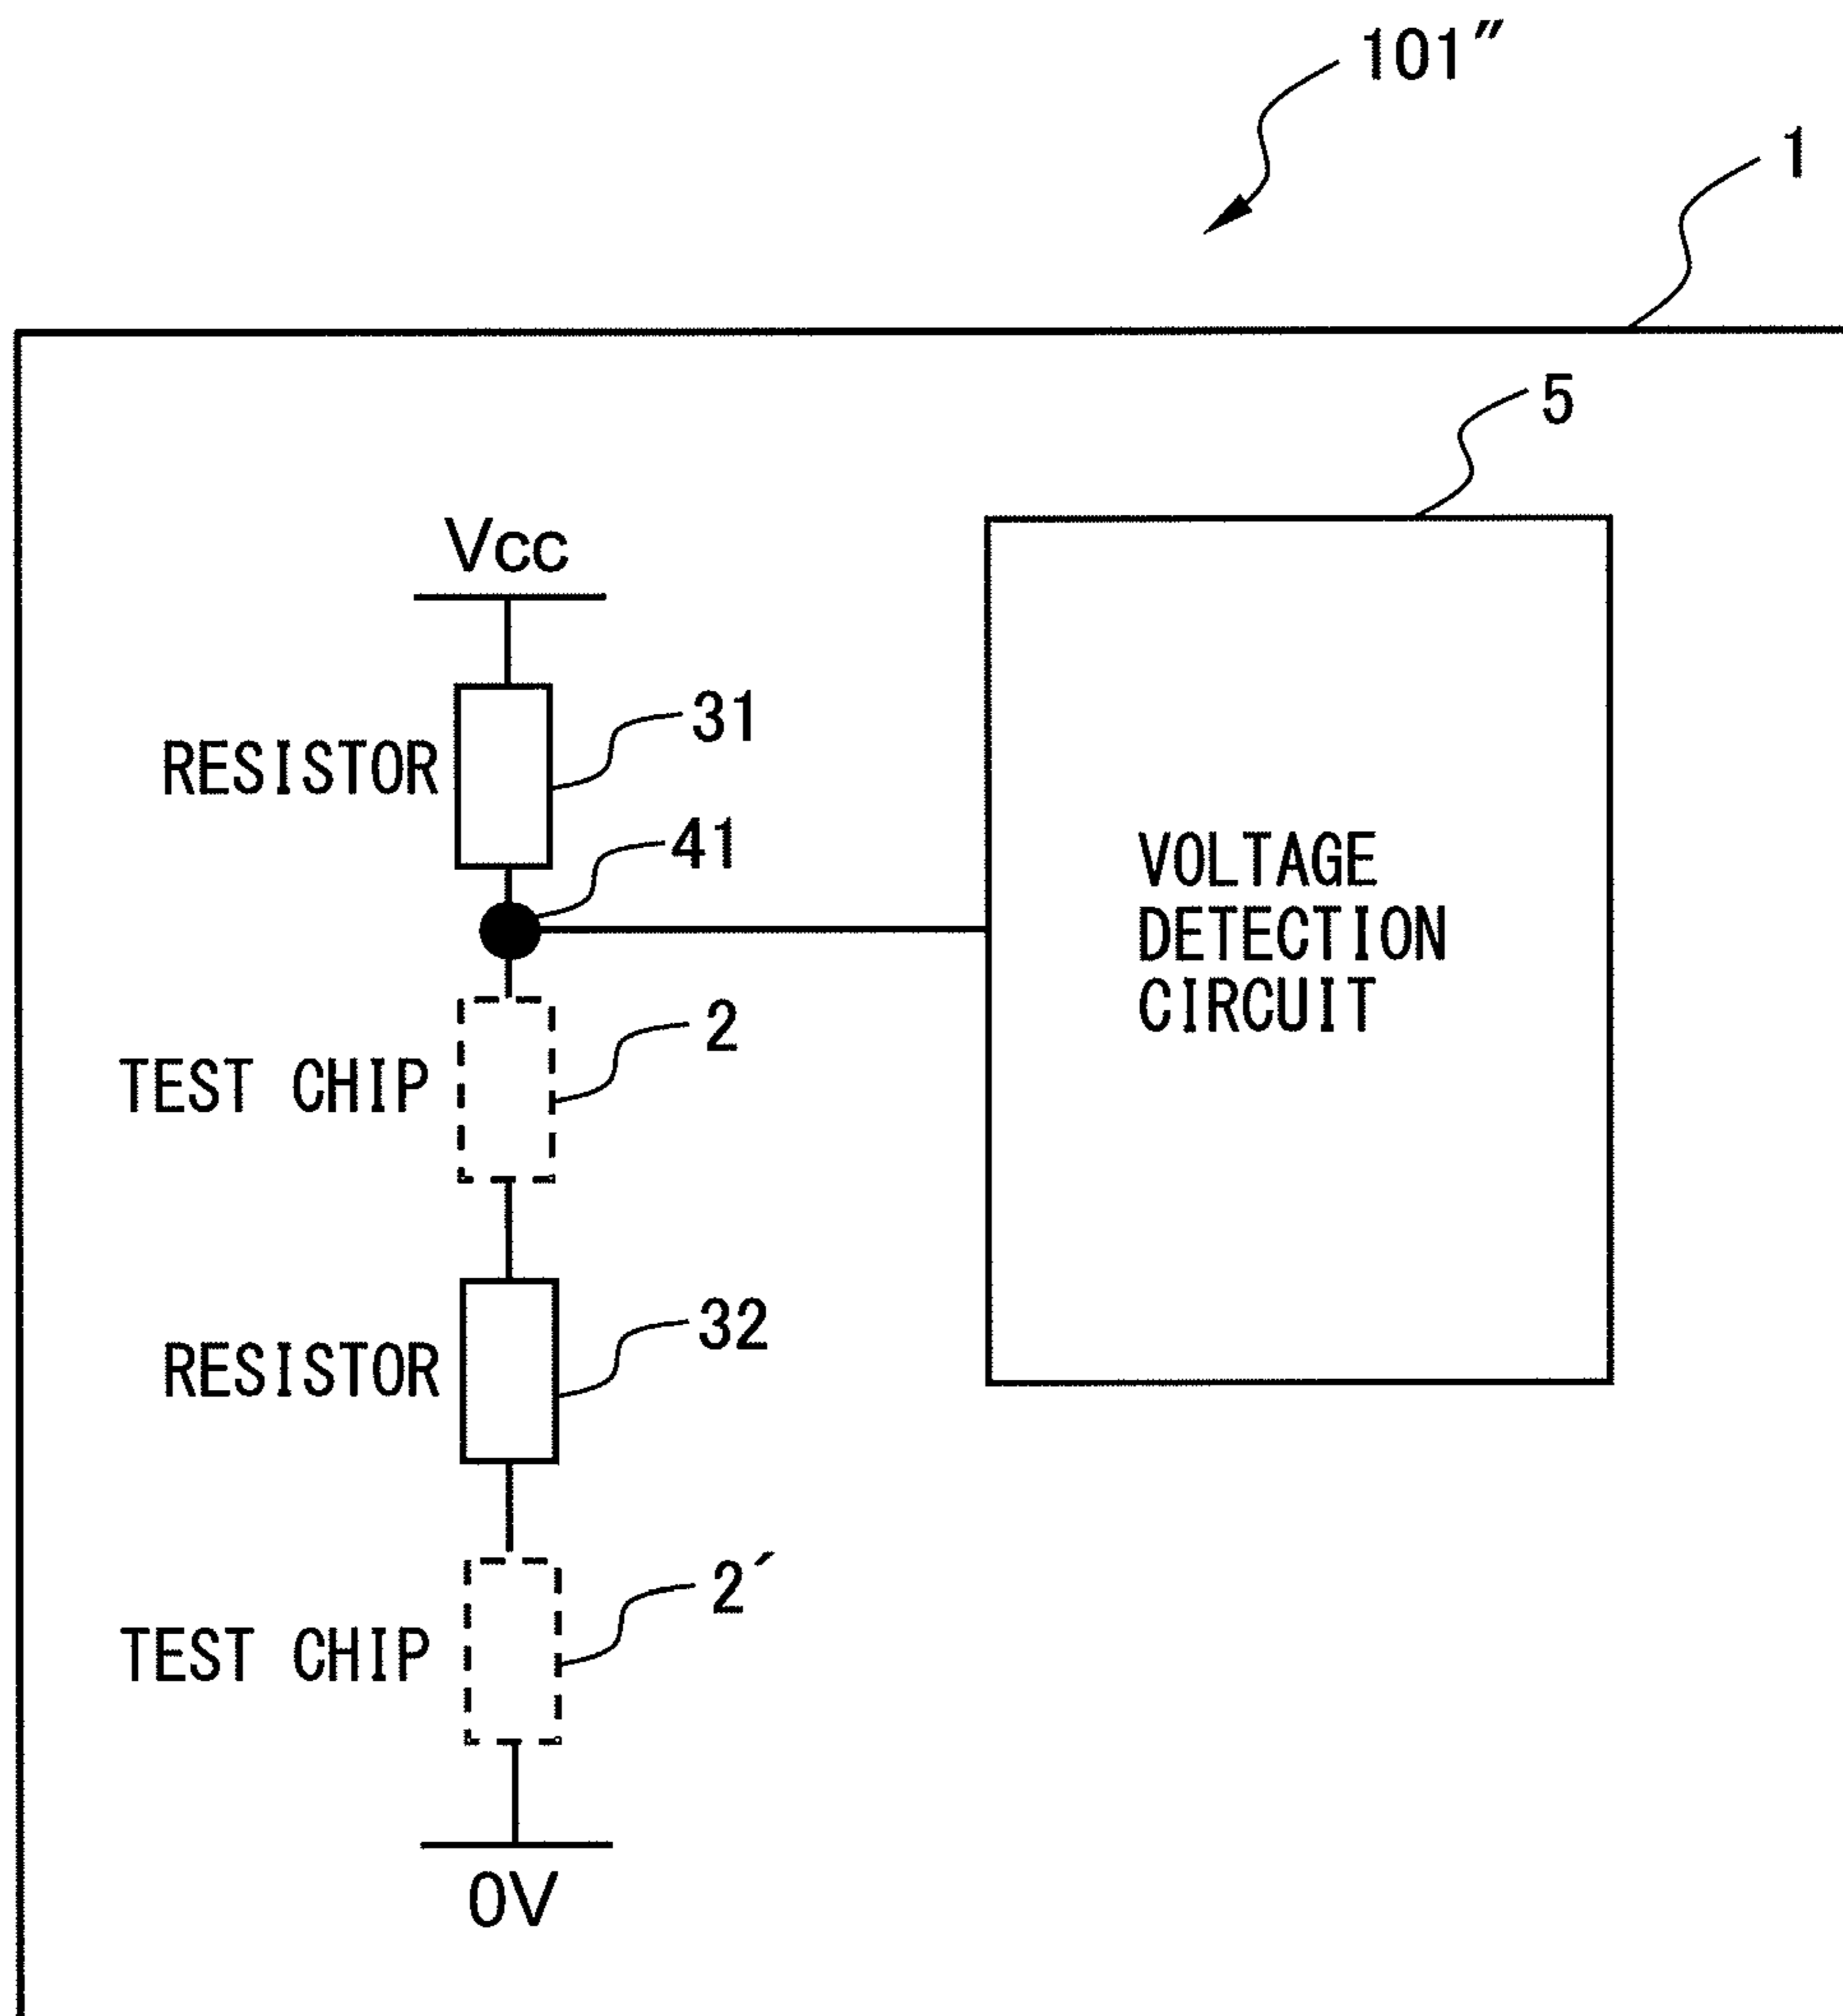 101″
1
5
Vcc
RESISTOR
31
41
VOLTAGE
DETECTION
CIRCUIT
TEST CHIP
2
RESISTOR
32
TEST CHIP
2′
0V